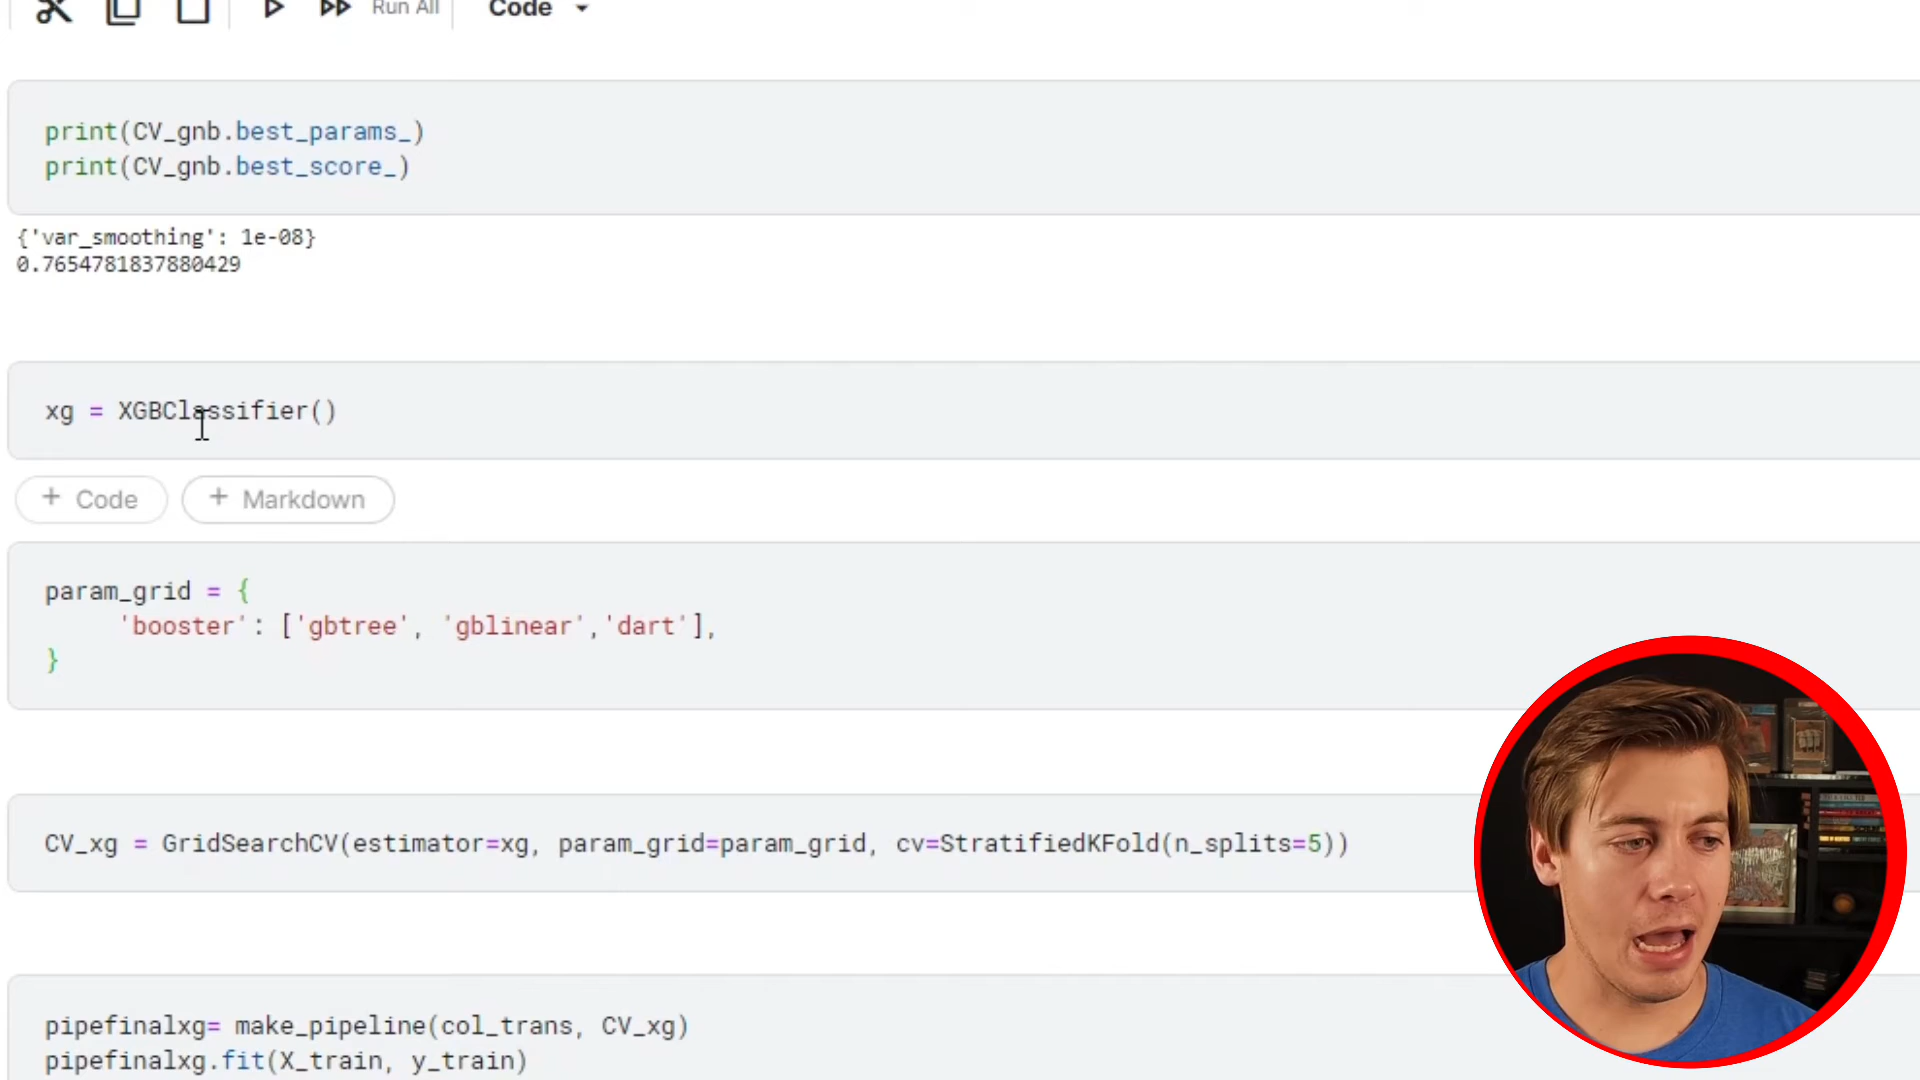 Run All
Code
print(CV_gnb.best_params_)
print(CV_gnb.best_score_)
{'var_smoothing': 1e-08}
0.7654781837880429
xg = XGBClassifier()
+ Code
+ Markdown
param_grid = {
'booster': ['gbtree', 'gblinear','dart'],
}
CV_xg = GridSearchCV(estimator=xg, param_grid=param_grid, cv=StratifiedKFold(n_splits=5))
pipefinalxg= make_pipeline(col_trans, CV_xg)
pipefinalxg.fit(X_train, y_train)